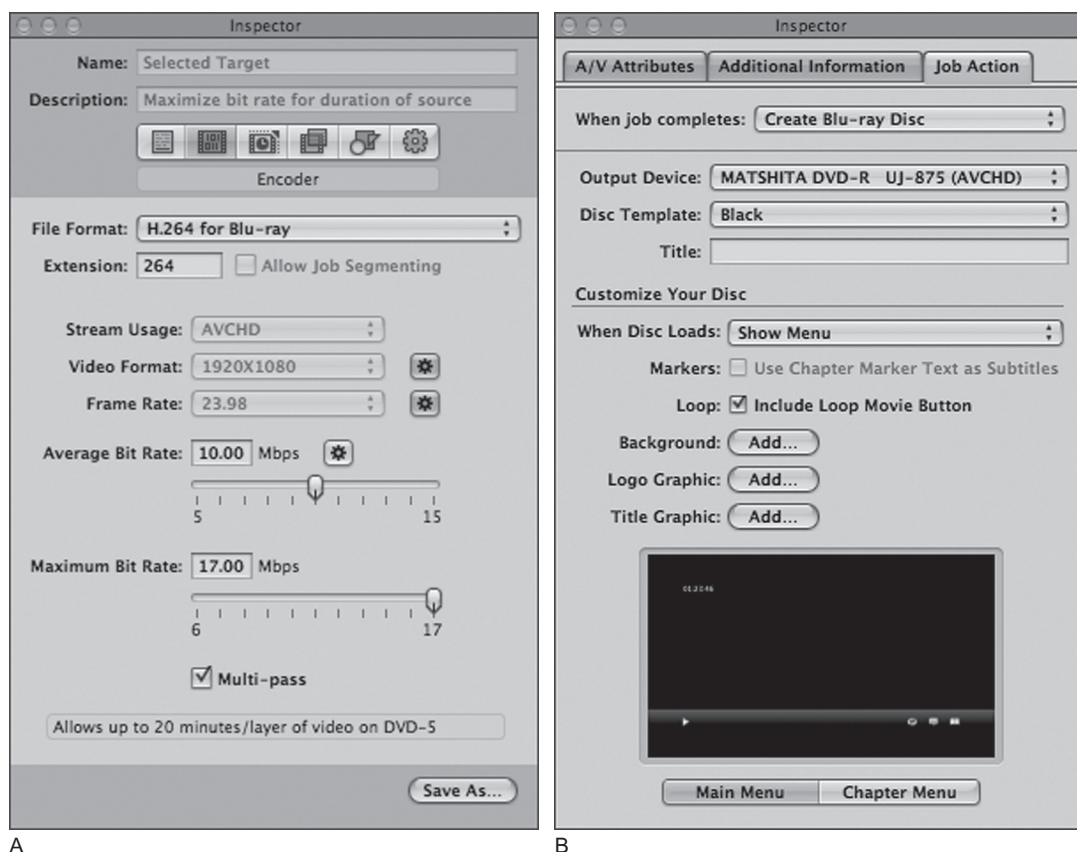 Inspector
Name: Selected Target
Description: Maximize bit rate for duration of source
Encoder
File Format: H.264 for Blu-ray
Extension: 264 Allow Job Segmenting
Stream Usage: AVCHD
Video Format: 1920X1080
Frame Rate: 23.98
Average Bit Rate: 10.00 Mbps
5 15
Maximum Bit Rate: 17.00 Mbps
6 17
Multi-pass
Allows up to 20 minutes/layer of video on DVD-5
Save As...
A
Inspector
A/V Attributes Additional Information Job Action
When job completes: Create Blu-ray Disc
Output Device: MATSHITA DVD-R UJ-875 (AVCHD)
Disc Template: Black
Title:
Customize Your Disc
When Disc Loads: Show Menu
Markers: Use Chapter Marker Text as Subtitles
Loop: Include Loop Movie Button
Background: Add...
Logo Graphic: Add...
Title Graphic: Add...
Main Menu Chapter Menu
B